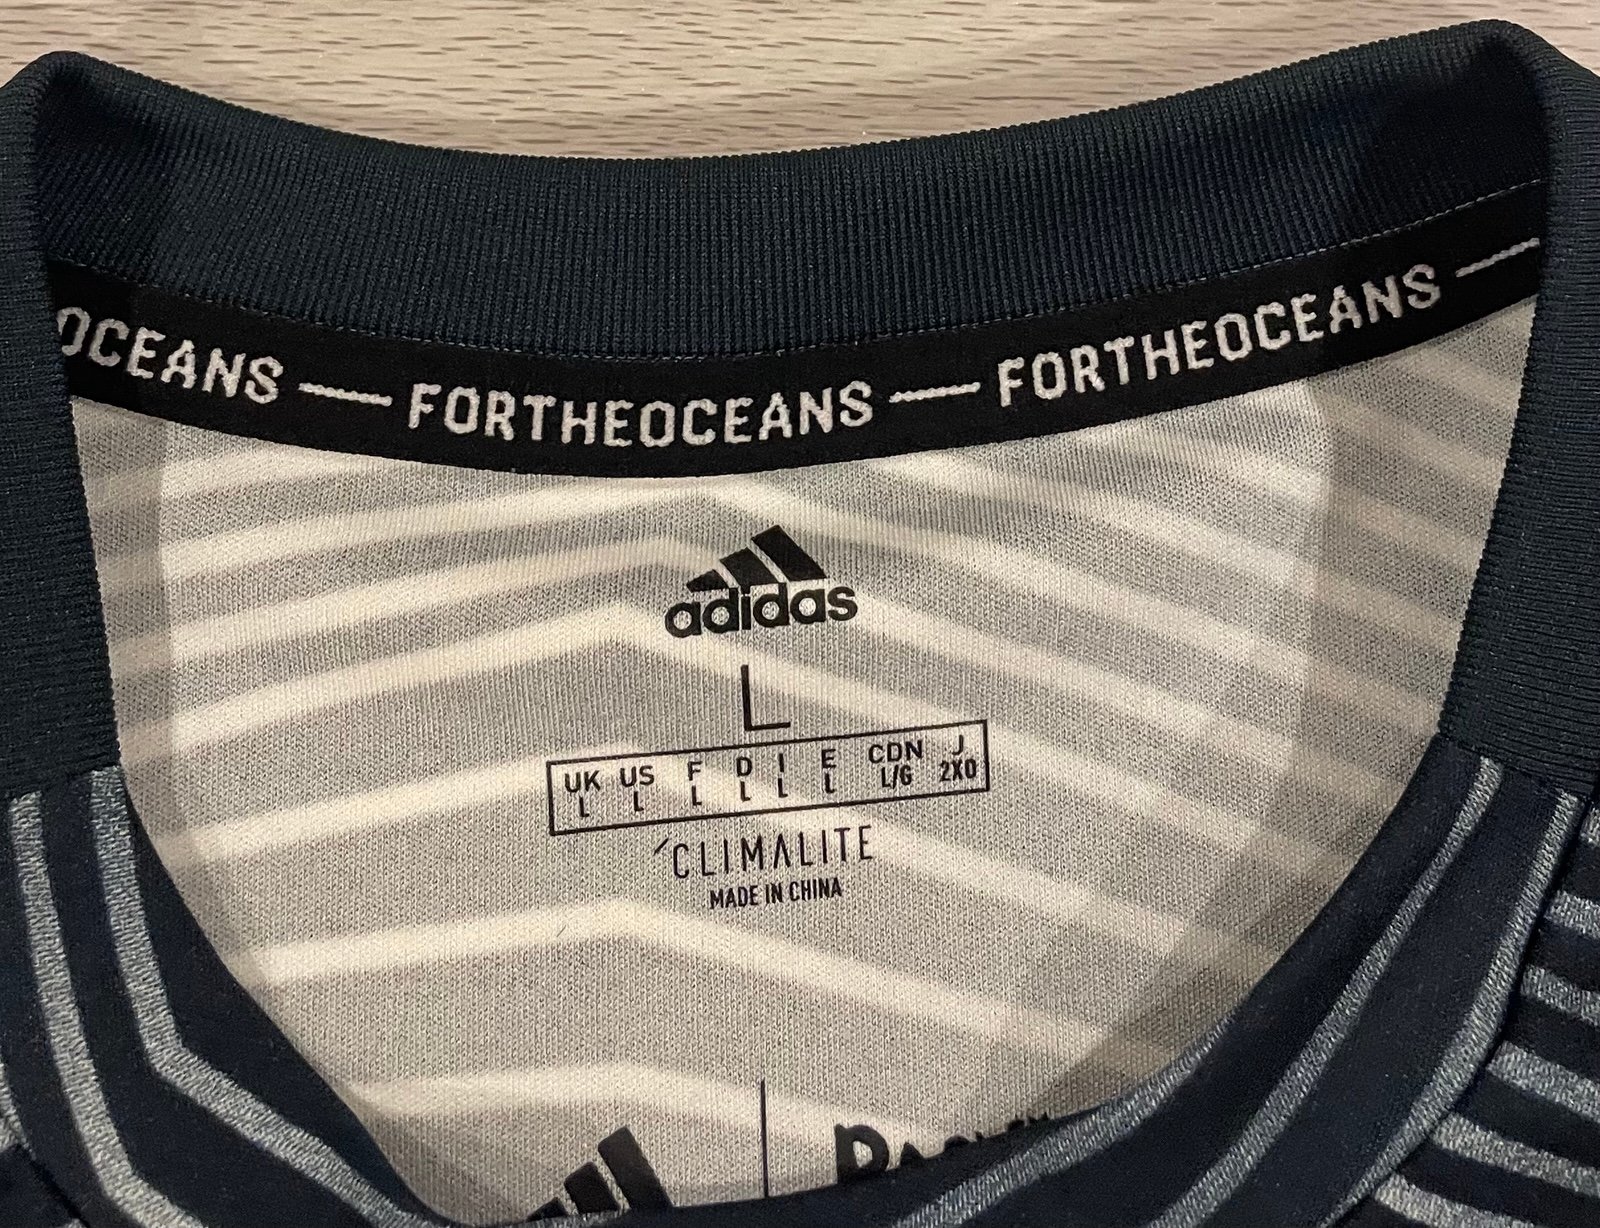 OCEANS — FORTHEOCEANS — FORTHEOCEANS —
adidas
L
UK US F D I E CDN J
L L L L L L L/G 2XO
CLIMALITE
MADE IN CHINA